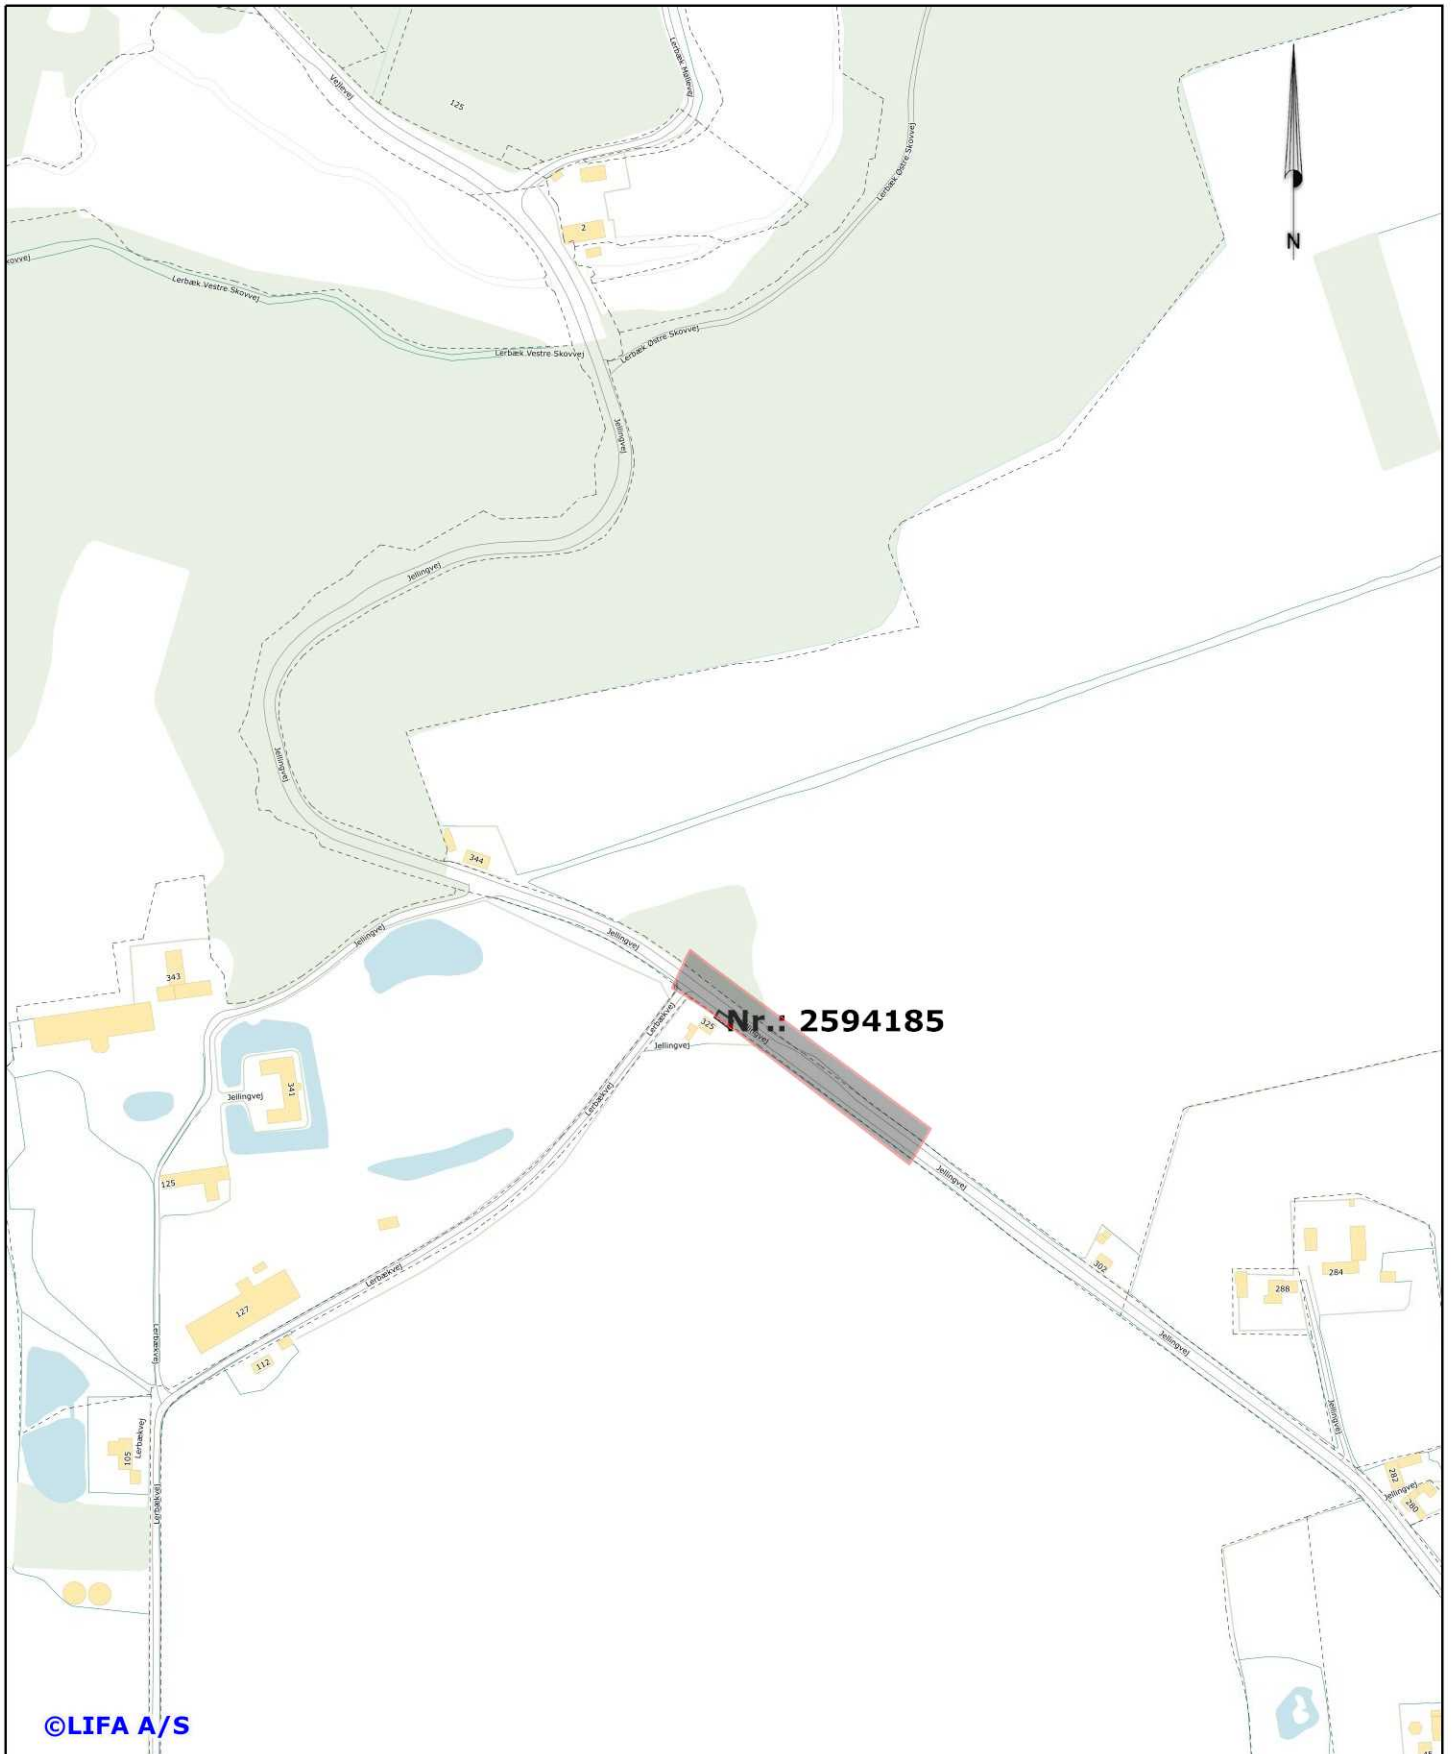 Lerbæk Møllevej
Vejlevej
125
Lerbæk Østre Skovvej
2
N
Lerbæk Vestre Skovvej
Lerbæk Vestre Skovvej
Lerbæk Østre Skovvej
Jellingvej
Jellingvej
Jellingvej
344
Jellingvej
Jellingvej
343
Lerbækvej
325
Nr.: 2594185
Jellingvej
Jellingvej
341
Lerbækvej
Jellingvej
125
Lerbækvej
302
284
288
127
Lerbækvej
112
Jellingvej
Jellingvej
Lerbækvej
105
Lerbækvej
282
Jellingvej
280
©LIFA A/S